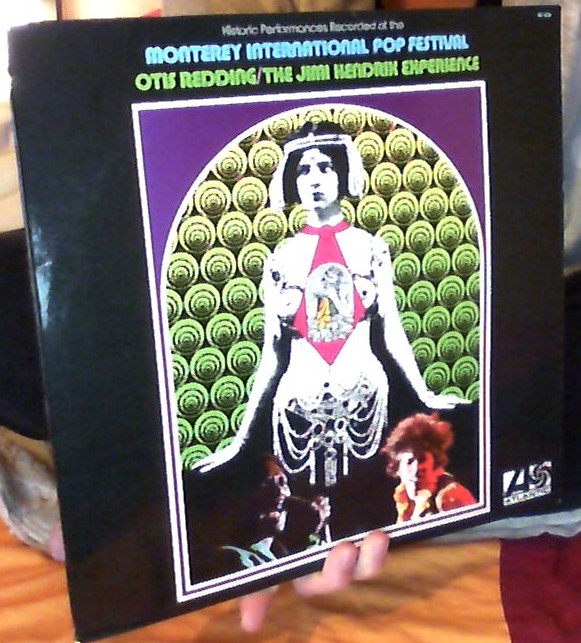 Historic Performances Recorded at the
MONTEREY INTERNATIONAL POP FESTIVAL
OTIS REDDING/THE JIMI HENDRIX EXPERIENCE
ATLANTIC